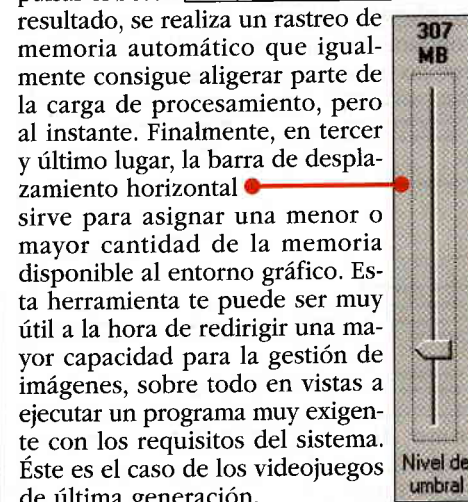 resultado, se realiza un rastreo de
memoria automático que igual-
mente consigue aligerar parte de
la carga de procesamiento, pero
al instante. Finalmente, en tercer
y último lugar, la barra de despla-
zamiento horizontal
sirve para asignar una menor o
mayor cantidad de la memoria
disponible al entorno gráfico. Es-
ta herramienta te puede ser muy
útil a la hora de redirigir una ma-
yor capacidad para la gestión de
imágenes, sobre todo en vistas a
ejecutar un programa muy exigen-
te con los requisitos del sistema.
Éste es el caso de los videojuegos
de última generación.
307
MB
Nivel de
umbral